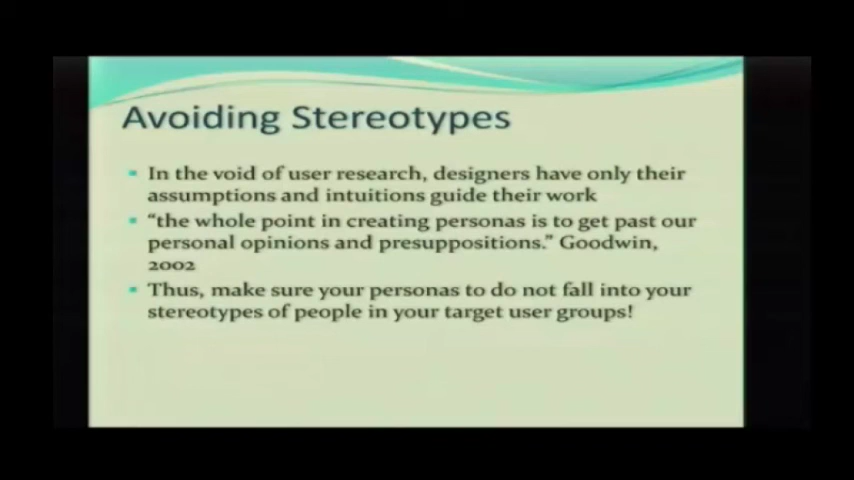 Avoiding Stereotypes
In the void of user research, designers have only their
assumptions and intuitions guide their work
“the whole point in creating personas is to get past our
personal opinions and presuppositions.” Goodwin,
2002
Thus, make sure your personas to do not fall into your
stereotypes of people in your target user groups!